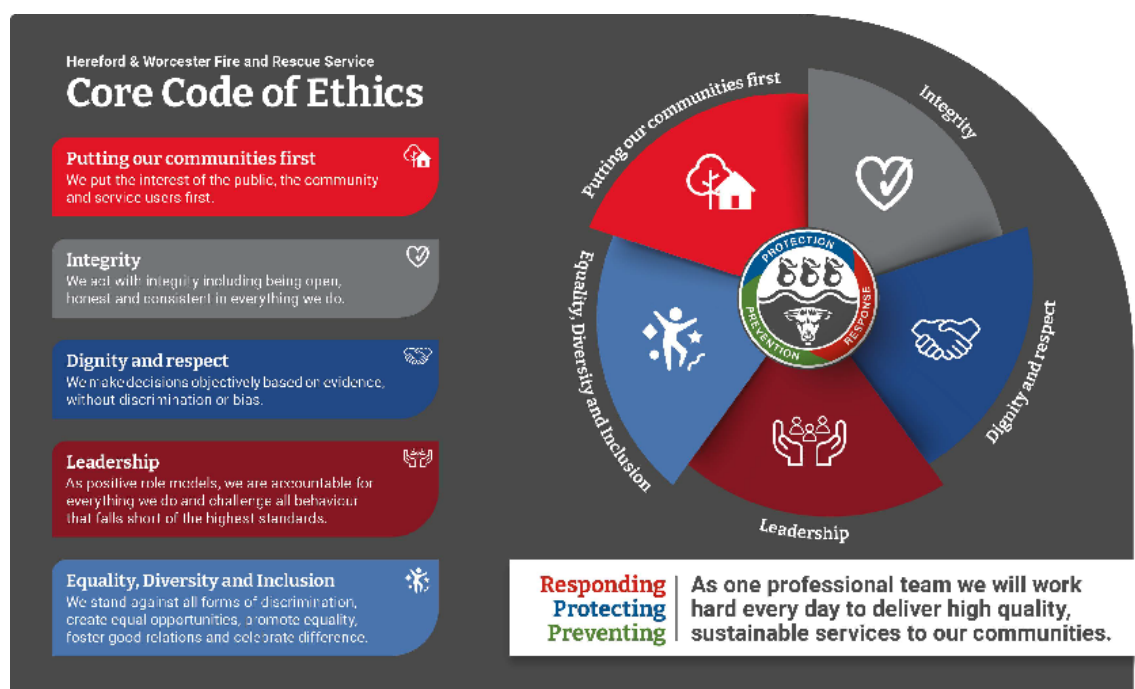 Hereford & Worcester Fire and Rescue Service
Core Code of Ethics
Putting our communities first
We put the interest of the public, the community
and service users first.
Integrity
We act with integrity including being open,
honest and consistent in everything we do.
Dignity and respect
We make decisions objectively based on evidence,
without discrimination or bias.
Leadership
As positive role models, we are accountable for
everything we do and challenge all behaviour
that falls short of the highest standards.
Equality, Diversity and Inclusion
We stand against all forms of discrimination,
create equal opportunities, promote equality,
foster good relations and celebrate difference.
Putting our communities first
Integrity
Dignity and respect
Leadership
Equality, Diversity and Inclusion
PROTECTION
RESPONSE
PREVENTION
Responding
Protecting
Preventing
As one professional team we will work
hard every day to deliver high quality,
sustainable services to our communities.